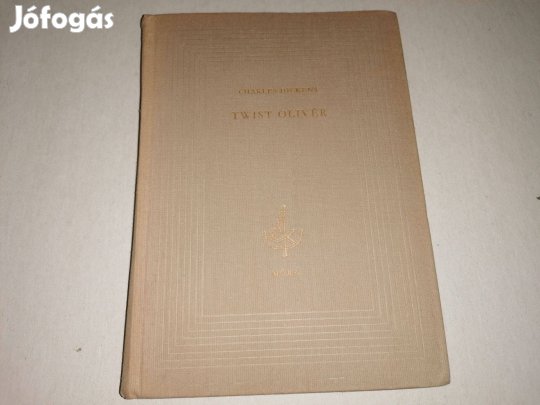 Jófogás
CHARLES DICKENS
TWIST OLIVÉR